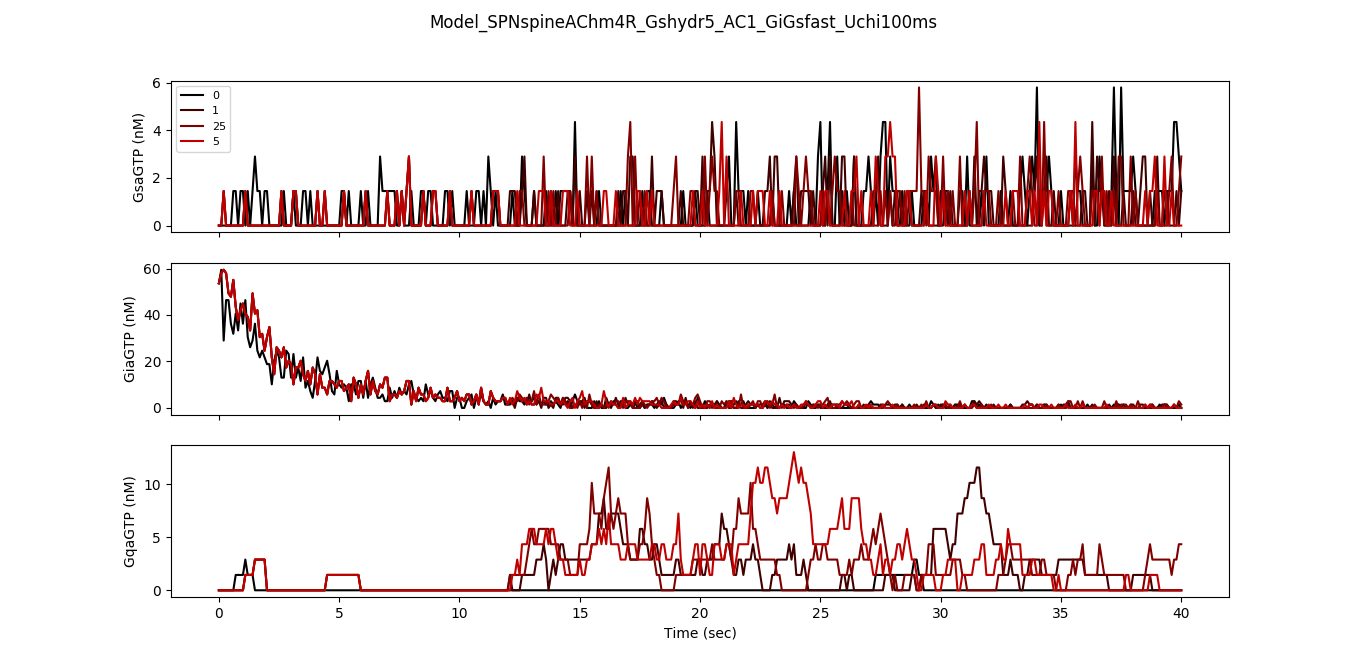 Model_SPNspineAChm4R_Gshydr5_AC1_GiGsfast_Uchi100ms
6
4
2
0
GsaGTP (nM)
0
1
25
5
60
40
20
0
GiaGTP (nM)
10
5
0
GqaGTP (nM)
0 5 10 15 20 25 30 35 40
Time (sec)